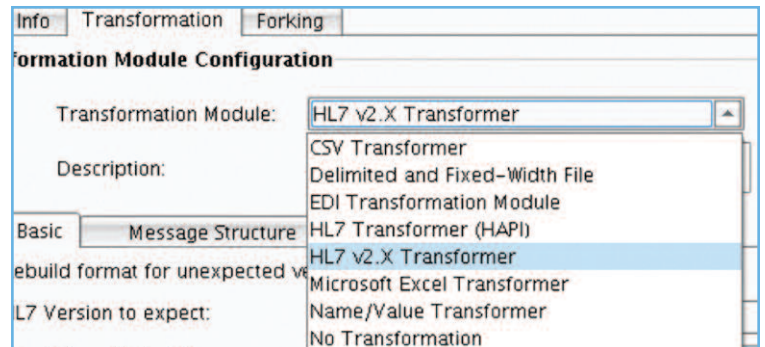 Info Transformation Forking
formation Module Configuration
Transformation Module: HL7 v2.X Transformer
CSV Transformer
Description: Delimited and Fixed-Width File
EDI Transformation Module
Basic Message Structure HL7 Transformer (HAPI)
HL7 v2.X Transformer
ebuild format for unexpected ve
Microsoft Excel Transformer
L7 Version to expect: Name/Value Transformer
No Transformation